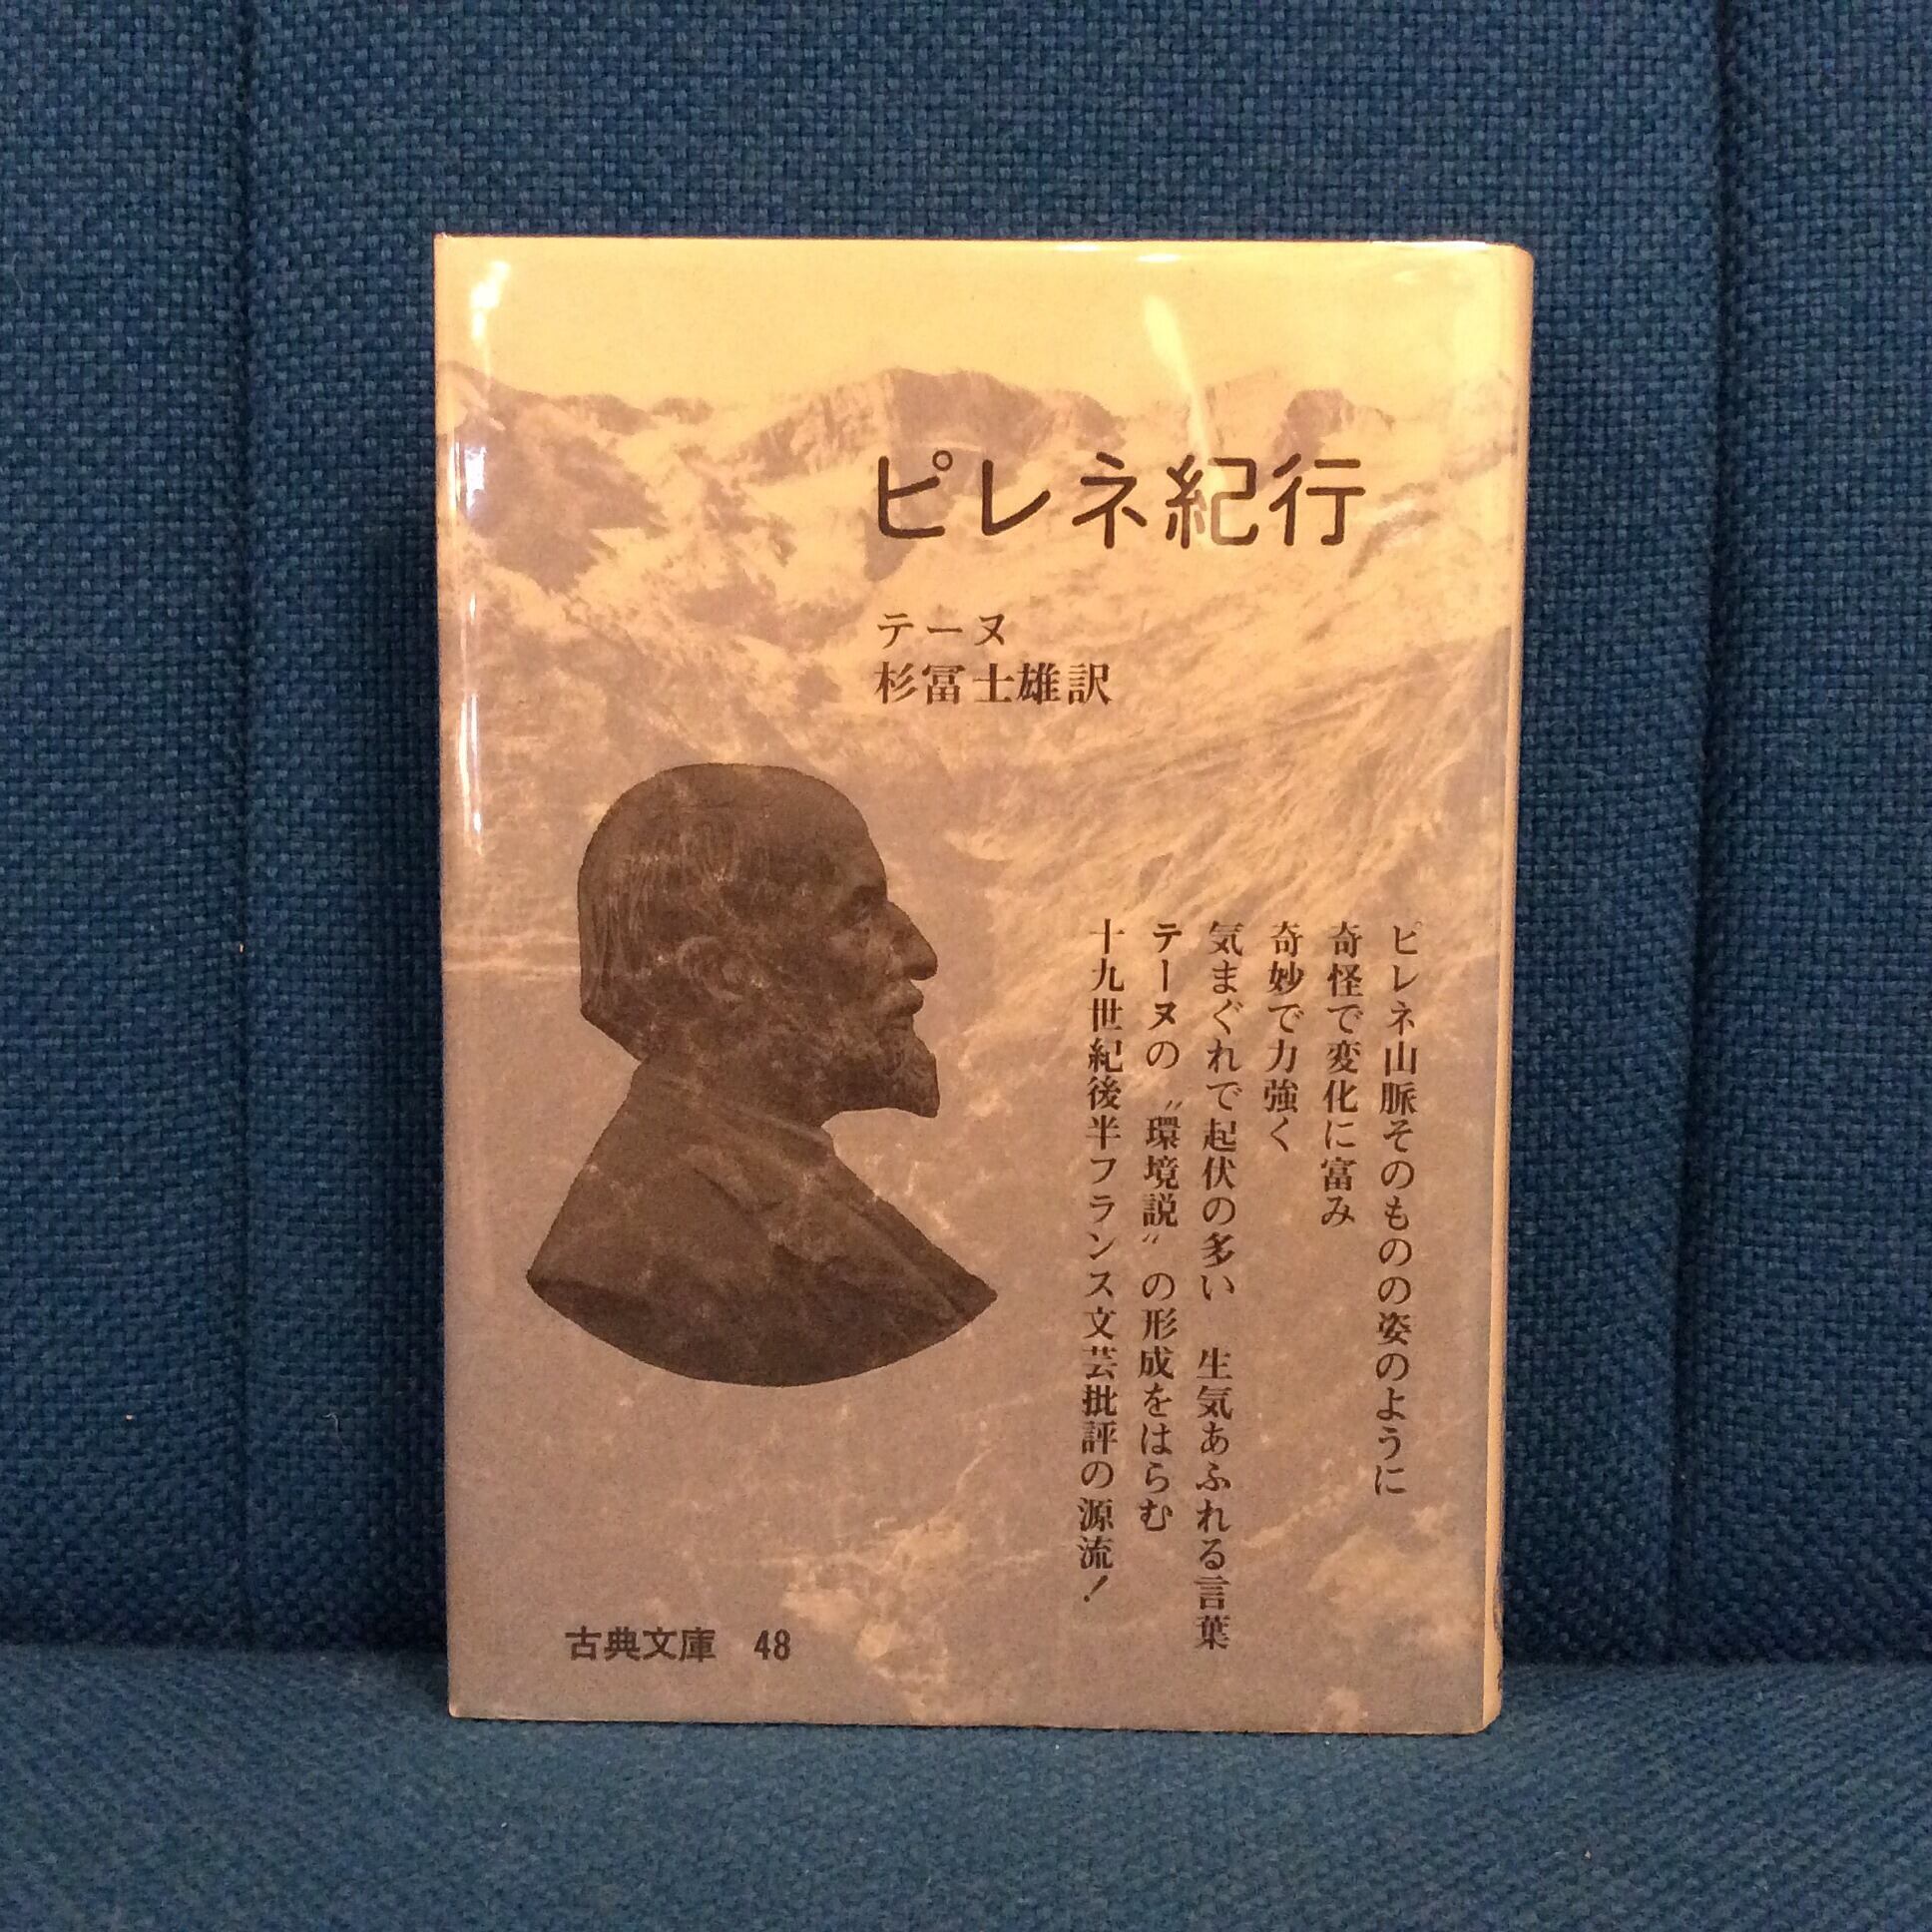 ピレネ紀行
テーヌ
杉冨士雄訳
ピレネ山脈そのものの姿のように
奇怪で変化に富み
奇妙で力強く
気まぐれで起伏の多い　生気あふれる言葉
テーヌの〝環境説〟の形成をはらむ
十九世紀後半フランス文芸批評の源流！
古典文庫 48